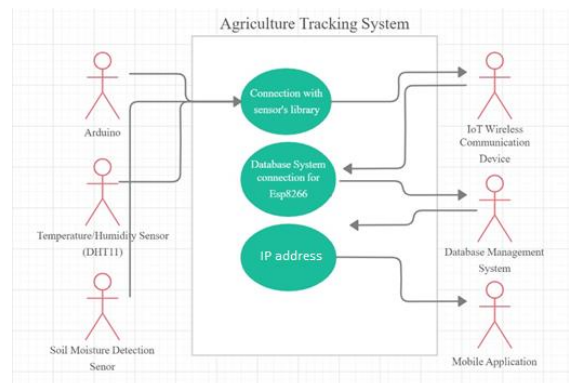 Agriculture Tracking System
Arduino
Connection with
sensor's library
IoT Wireless
Communication
Device
Temperature/Humidity Sensor
(DHT11)
Database System
connection for
Esp8266
Database Management
System
IP address
Soil Moisture Detection
Senor
Mobile Application